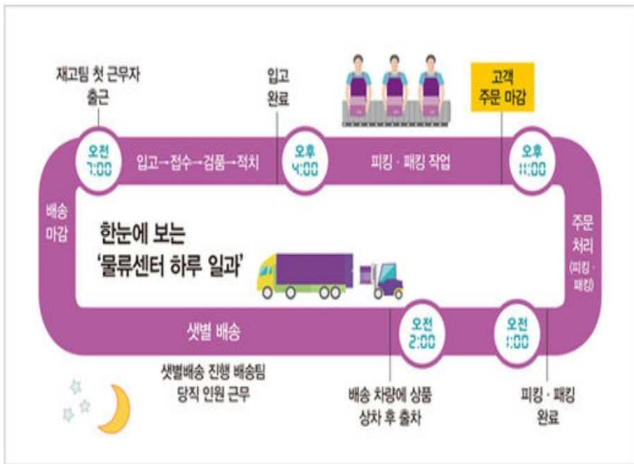 재고팀 첫 근무자
출근
입고
완료
고객
주문 마감
오전
7:00
입고→접수→검품→적치
오후
4:00
피킹·패킹 작업
오후
11:00
배송
마감
한눈에 보는
‘물류센터 하루 일과’
주문
처리
(피킹·
패킹)
샛별 배송
오전
2:00
오전
1:00
샛별배송 진행 배송팀
당직 인원 근무
배송 차량에 상품
상차 후 출차
피킹·패킹
완료